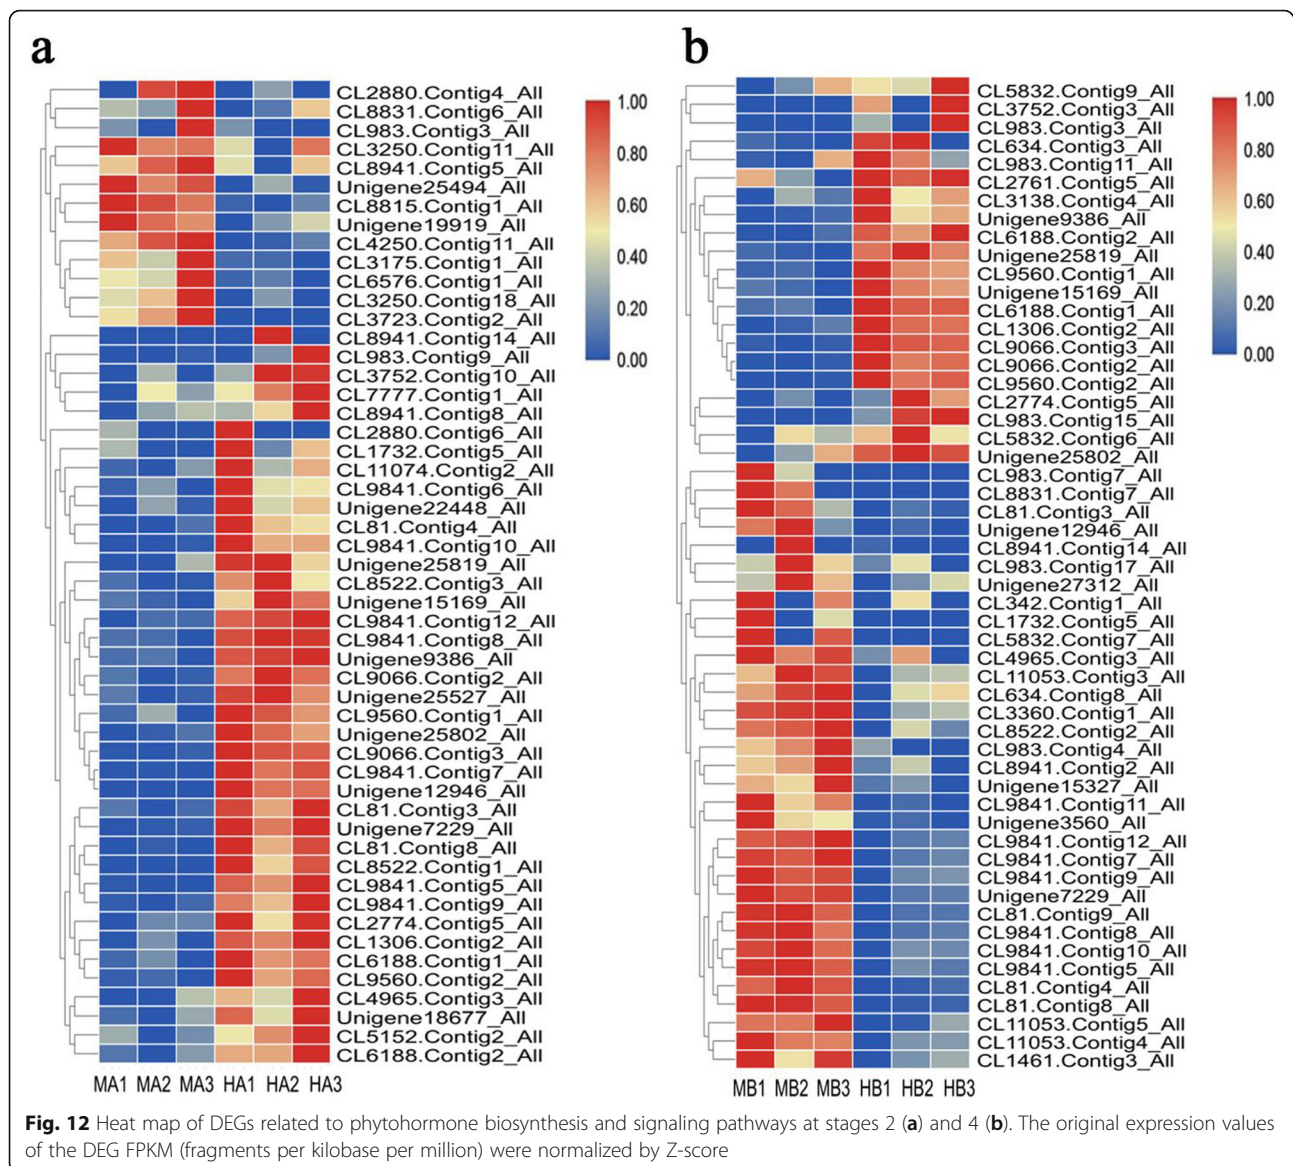 a
CL2880.Contig4_All
CL8831.Contig6_All
CL983.Contig3_All
CL3250.Contig11_All
CL8941.Contig5_All
Unigene25494_All
CL8815.Contig1_All
Unigene19919_All
CL4250.Contig11_All
CL3175.Contig1_All
CL6576.Contig1_All
CL3250.Contig18_All
CL3723.Contig2_All
CL8941.Contig14_All
CL983.Contig9_All
CL3752.Contig10_All
CL7777.Contig1_All
CL8941.Contig8_All
CL2880.Contig6_All
CL1732.Contig5_All
CL11074.Contig2_All
CL9841.Contig6_All
Unigene22448_All
CL81.Contig4_All
CL9841.Contig10_All
Unigene25819_All
CL8522.Contig3_All
Unigene15169_All
CL9841.Contig12_All
CL9841.Contig8_All
Unigene9386_All
CL9066.Contig2_All
Unigene25527_All
CL9560.Contig1_All
Unigene25802_All
CL9066.Contig3_All
CL9841.Contig7_All
Unigene12946_All
CL81.Contig3_All
Unigene7229_All
CL81.Contig8_All
CL8522.Contig1_All
CL9841.Contig5_All
CL9841.Contig9_All
CL2774.Contig5_All
CL1306.Contig2_All
CL6188.Contig1_All
CL9560.Contig2_All
CL4965.Contig3_All
Unigene18677_All
CL5152.Contig2_All
CL6188.Contig2_All
MA1 MA2 MA3 HA1 HA2 HA3
1.00
0.80
0.60
0.40
0.20
0.00
b
CL5832.Contig9_All
CL3752.Contig3_All
CL983.Contig3_All
CL634.Contig3_All
CL983.Contig11_All
CL2761.Contig5_All
CL3138.Contig4_All
Unigene9386_All
CL6188.Contig2_All
Unigene25819_All
CL9560.Contig1_All
Unigene15169_All
CL6188.Contig1_All
CL1306.Contig2_All
CL9066.Contig3_All
CL9066.Contig2_All
CL9560.Contig2_All
CL2774.Contig5_All
CL983.Contig15_All
CL5832.Contig6_All
Unigene25802_All
CL983.Contig7_All
CL8831.Contig7_All
CL81.Contig3_All
Unigene12946_All
CL8941.Contig14_All
CL983.Contig17_All
Unigene27312_All
CL342.Contig1_All
CL1732.Contig5_All
CL5832.Contig7_All
CL4965.Contig3_All
CL11053.Contig3_All
CL634.Contig8_All
CL3360.Contig1_All
CL8522.Contig2_All
CL983.Contig4_All
CL8941.Contig2_All
Unigene15327_All
CL9841.Contig11_All
Unigene3560_All
CL9841.Contig12_All
CL9841.Contig7_All
CL9841.Contig9_All
Unigene7229_All
CL81.Contig9_All
CL9841.Contig8_All
CL9841.Contig10_All
CL9841.Contig5_All
CL81.Contig4_All
CL81.Contig8_All
CL11053.Contig5_All
CL11053.Contig4_All
CL1461.Contig3_All
MB1 MB2 MB3 HB1 HB2 HB3
1.00
0.80
0.60
0.40
0.20
0.00
Fig. 12 Heat map of DEGs related to phytohormone biosynthesis and signaling pathways at stages 2 (a) and 4 (b). The original expression values
of the DEG FPKM (fragments per kilobase per million) were normalized by Z-score